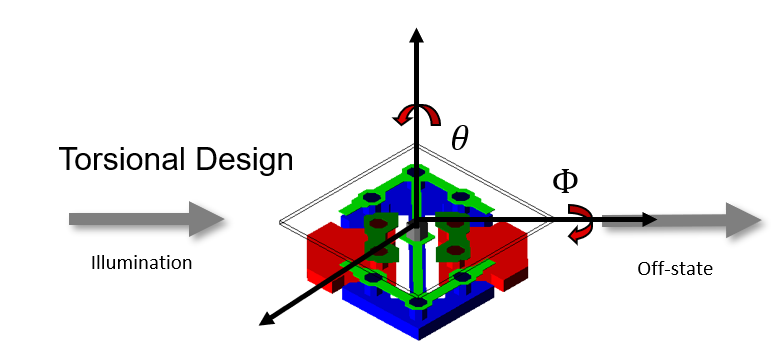 θ
Torsional Design
Φ
Illumination
Off-state